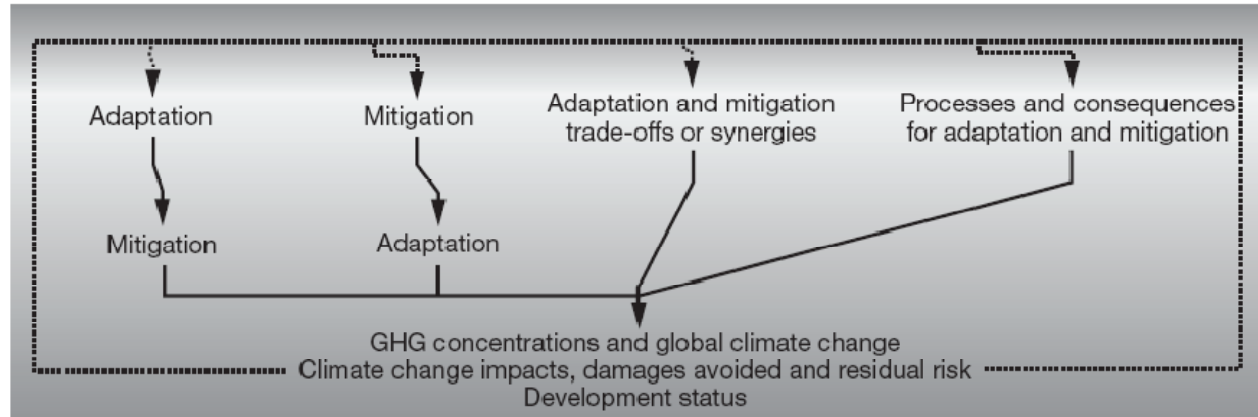 Adaptation
Mitigation
Adaptation and mitigation
trade-offs or synergies
Processes and consequences
for adaptation and mitigation
Mitigation
Adaptation
GHG concentrations and global climate change
Climate change impacts, damages avoided and residual risk
Development status